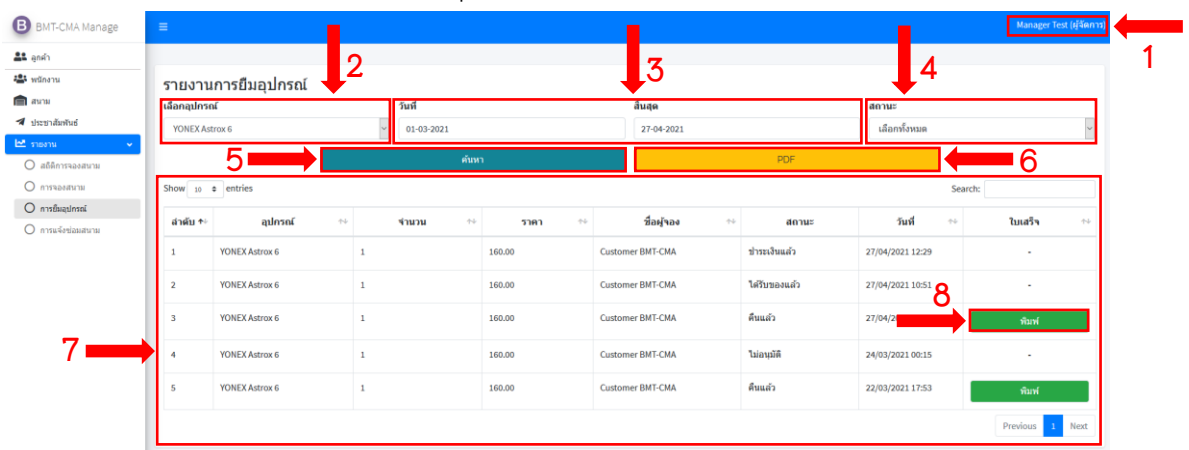 B BMT-CMA Manage
Manager Test (ผู้จัดการ)
1
ลูกค้า
พนักงาน
สนาม
ประชาสัมพันธ์
รายงาน
สถิติการจองสนาม
การจองสนาม
การยืมอุปกรณ์
การแจ้งซ่อมสนาม
2
3
4
รายงานการยืมอุปกรณ์
เลือกอุปกรณ์ วันที่ สิ้นสุด สถานะ
YONEX Astrox 6 01-03-2021 27-04-2021 เลือกทั้งหมด
5 ค้นหา PDF 6
Show 10 entries Search:
ลำดับ อุปกรณ์ จำนวน ราคา ชื่อผู้จอง สถานะ วันที่ ใบเสร็จ
1 YONEX Astrox 6 1 160.00 Customer BMT-CMA ชำระเงินแล้ว 27/04/2021 12:29 -
2 YONEX Astrox 6 1 160.00 Customer BMT-CMA ได้รับของแล้ว 27/04/2021 10:51 -
8
3 YONEX Astrox 6 1 160.00 Customer BMT-CMA คืนแล้ว 27/04/20 พิมพ์
7
4 YONEX Astrox 6 1 160.00 Customer BMT-CMA ไม่อนุมัติ 24/03/2021 00:15 -
5 YONEX Astrox 6 1 160.00 Customer BMT-CMA คืนแล้ว 22/03/2021 17:53 พิมพ์
Previous 1 Next